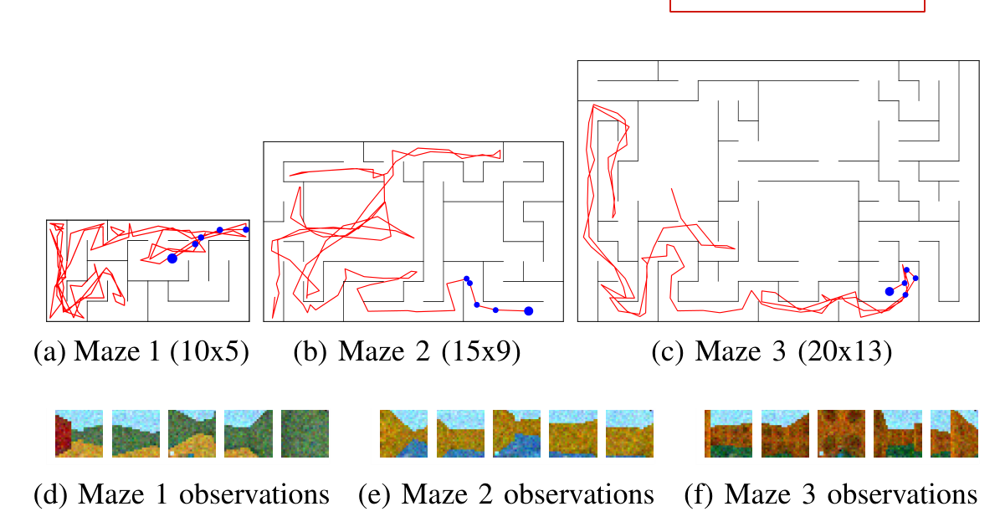 (a) Maze 1 (10x5)
(b) Maze 2 (15x9)
(c) Maze 3 (20x13)
(d) Maze 1 observations
(e) Maze 2 observations
(f) Maze 3 observations